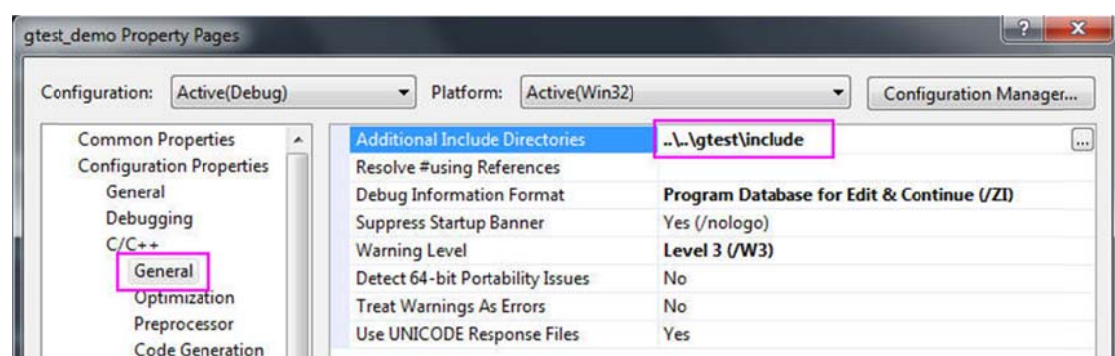 gtest_demo Property Pages
Configuration: Active(Debug) Platform: Active(Win32) Configuration Manager...
Common Properties
Configuration Properties
General
Debugging
C/C++
General
Optimization
Preprocessor
Code Generation
Additional Include Directories ..\..\gtest\include ...
Resolve #using References
Debug Information Format Program Database for Edit & Continue (/ZI)
Suppress Startup Banner Yes (/nologo)
Warning Level Level 3 (/W3)
Detect 64-bit Portability Issues No
Treat Warnings As Errors No
Use UNICODE Response Files Yes